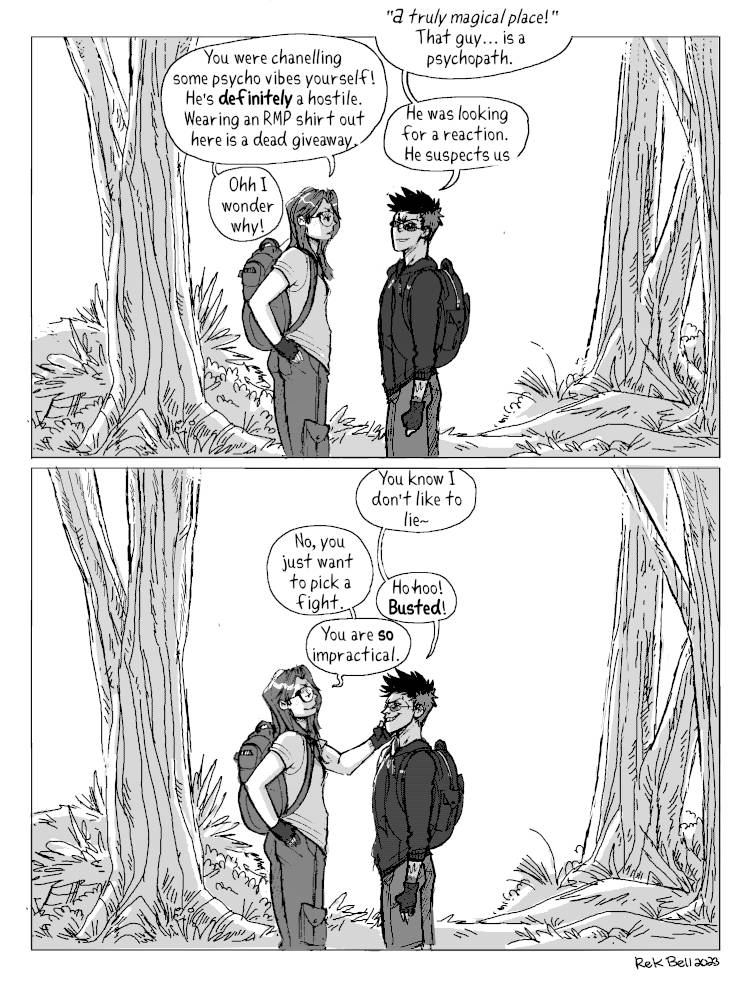 "a truly magical place!"
That guy... is a
psychopath.
You were chanelling
some psycho vibes yourself!
He's definitely a hostile.
Wearing an RMP shirt out
here is a dead giveaway.
He was looking
for a reaction.
He suspects us
Ohh I
wonder
why!
You know I
don't like to
lie~
No, you
just want
to pick a
fight.
Ho hoo!
Busted!
You are so
impractical.
Rek Bell 2023